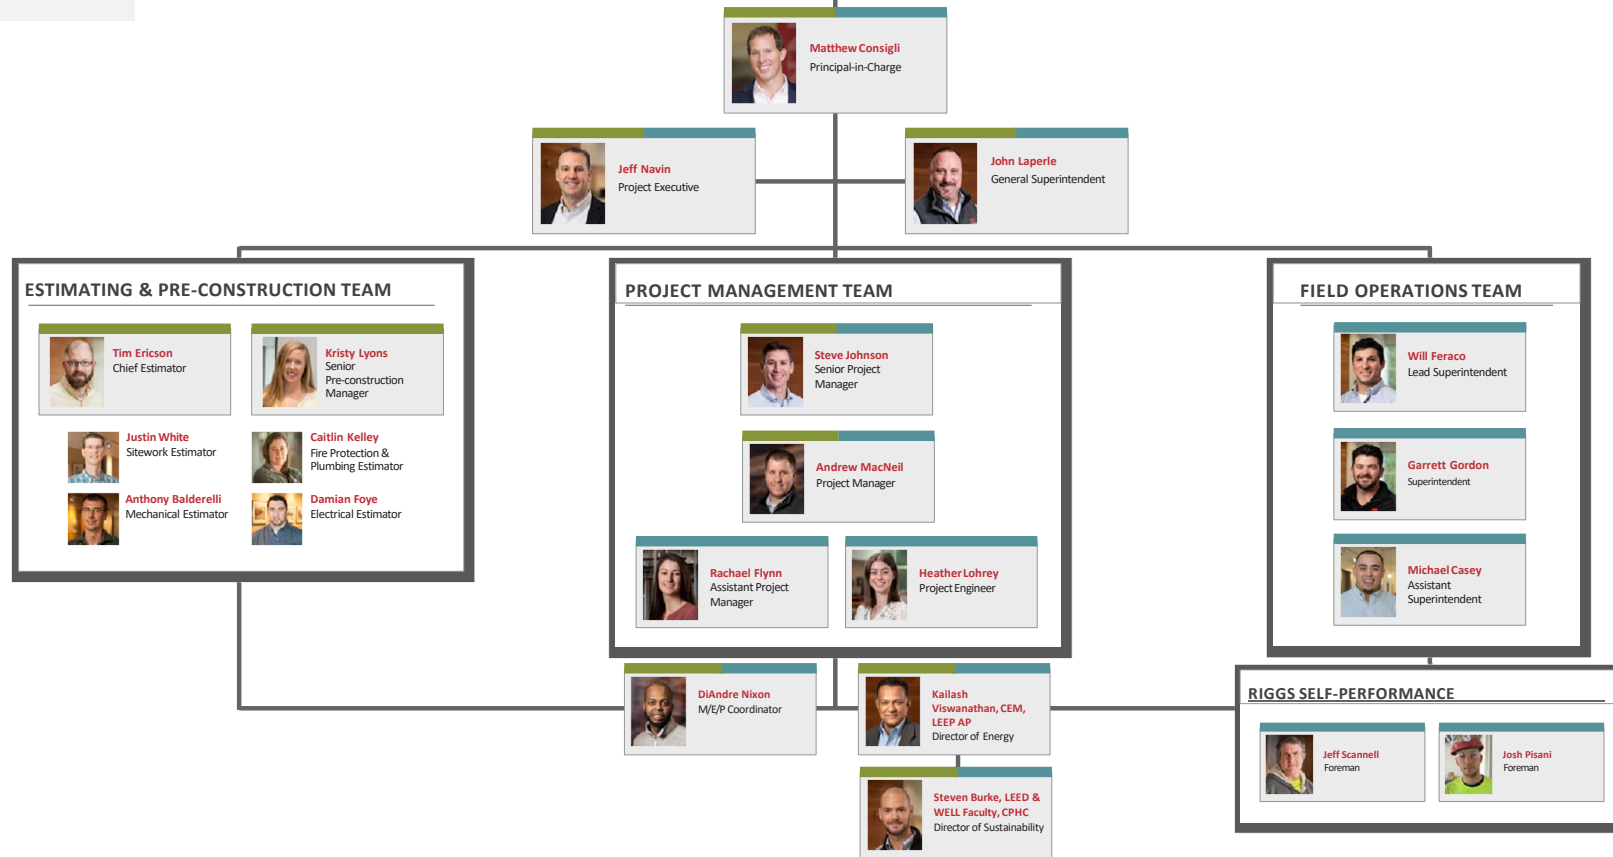 Matthew Consigli
Principal-in-Charge
Jeff Navin
Project Executive
John Laperle
General Superintendent
ESTIMATING & PRE-CONSTRUCTION TEAM
Tim Ericson
Chief Estimator
Kristy Lyons
Senior
Pre-construction
Manager
Justin White
Sitework Estimator
Caitlin Kelley
Fire Protection &
Plumbing Estimator
Anthony Balderelli
Mechanical Estimator
Damian Foye
Electrical Estimator
PROJECT MANAGEMENT TEAM
Steve Johnson
Senior Project
Manager
Andrew MacNeil
Project Manager
Rachael Flynn
Assistant Project
Manager
Heather Lohrey
Project Engineer
FIELD OPERATIONS TEAM
Will Feraco
Lead Superintendent
Garrett Gordon
Superintendent
Michael Casey
Assistant
Superintendent
DiAndre Nixon
M/E/P Coordinator
Kailash
Viswanathan, CEM,
LEEP AP
Director of Energy
Steven Burke, LEED &
WELL Faculty, CPHC
Director of Sustainability
RIGGS SELF-PERFORMANCE
Jeff Scannell
Foreman
Josh Pisani
Foreman